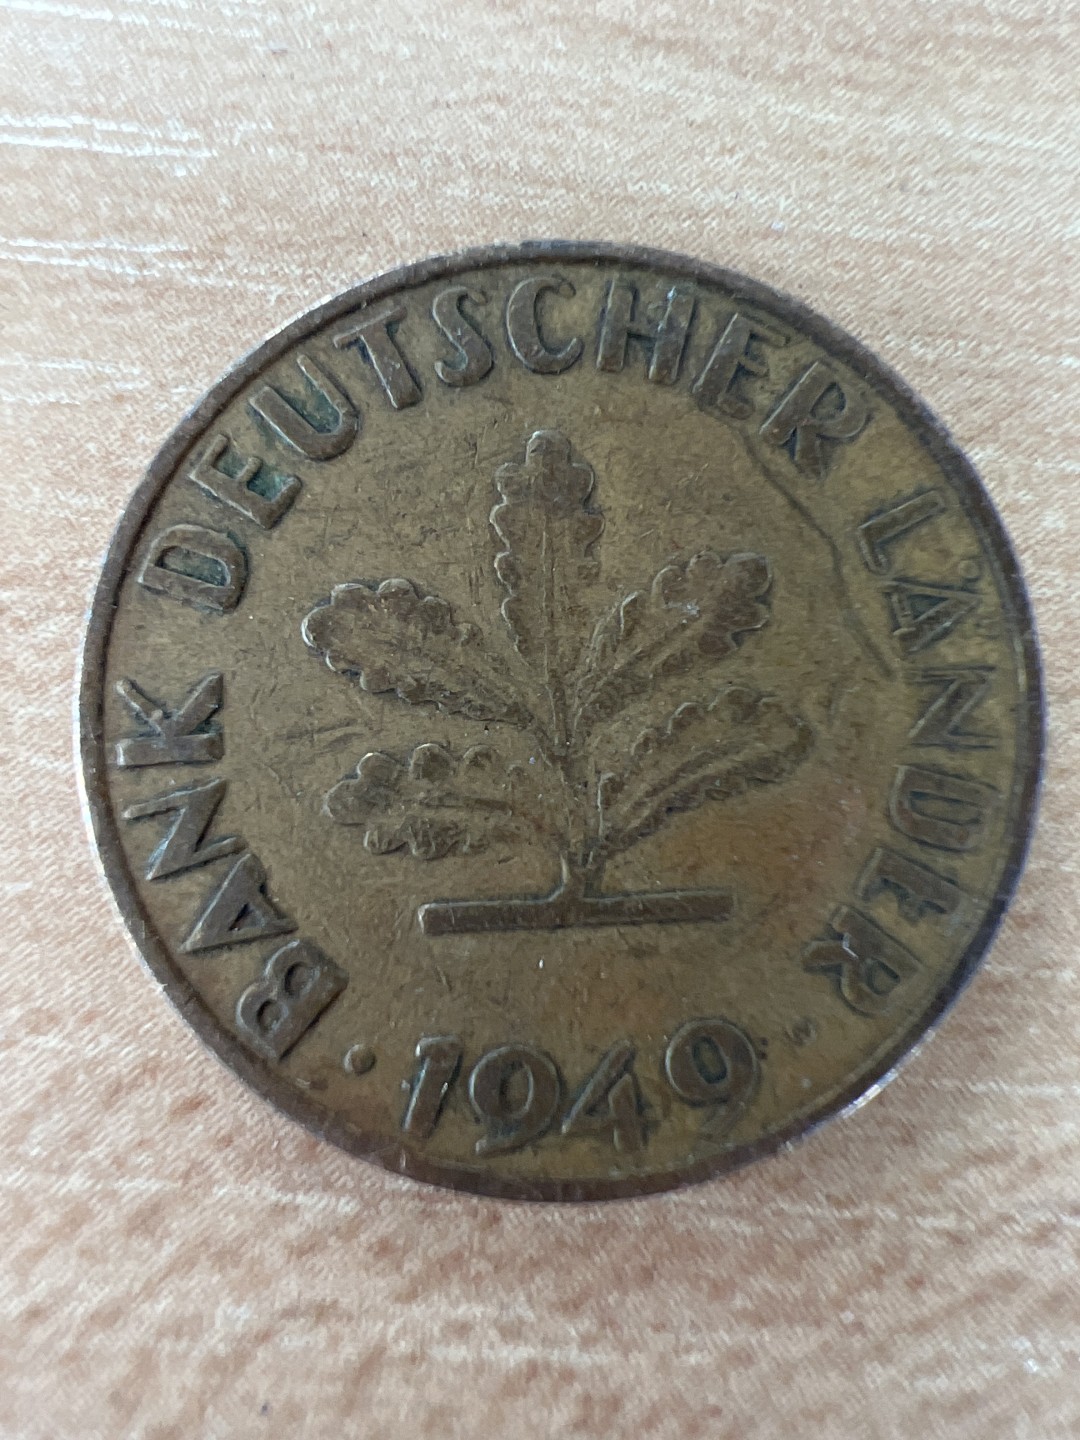 BANK DEUTSCHER LÄNDER
1949